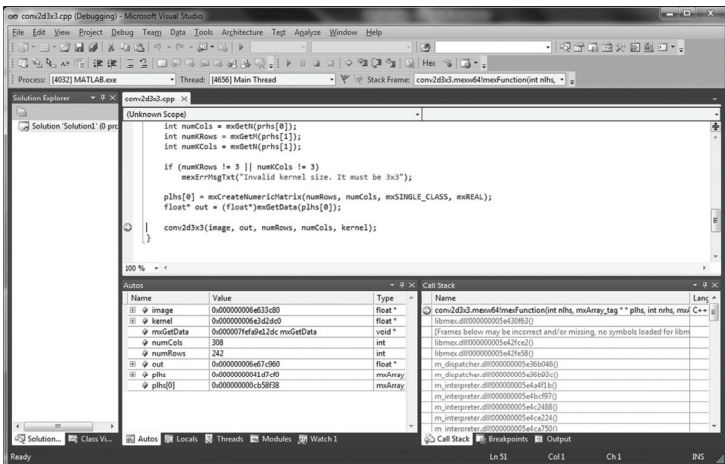 conv2d3x3.cpp (Debugging) - Microsoft Visual Studio
File Edit View Project Debug Team Data Tools Architecture Test Analyze Window Help
Hex
Process: [4032] MATLAB.exe Thread: [4656] Main Thread Stack Frame: conv2d3x3.mexw64!mexFunction(int nlhs,
Solution Explorer
conv2d3x3.cpp
Solution 'Solution1' (0 proc
(Unknown Scope)
int numCols = mxGetN(prhs[0]);
int numKRows = mxGetM(prhs[1]);
int numKCols = mxGetN(prhs[1]);
if (numKRows != 3 || numKCols != 3)
mexErrMsgTxt("Invalid kernel size. It must be 3x3");
plhs[0] = mxCreateNumericMatrix(numRows, numCols, mxSINGLE_CLASS, mxREAL);
float* out = (float*)mxGetData(plhs[0]);
conv2d3x3(image, out, numRows, numCols, kernel);
}
100 %
Autos
Name Value Type
image 0x000000006e633c80 float *
kernel 0x000000006e3d2dc0 float *
mxGetData 0x000007fefa9e12dc mxGetData void *
numCols 308 int
numRows 242 int
out 0x000000006e67c960 float *
plhs 0x00000000041d7cf0 mxArray
plhs[0] 0x000000000cb58f38 mxArray
Call Stack
Name Lang
conv2d3x3.mexw64!mexFunction(int nlhs, mxArray_tag * * plhs, int nrhs, mxA C++
libmex.dll!000000005e430f63()
[Frames below may be incorrect and/or missing, no symbols loaded for libm
libmex.dll!000000005e42fce2()
libmex.dll!000000005e42fe58()
m_dispatcher.dll!000000005e36b046()
m_dispatcher.dll!000000005e36b93c()
m_interpreter.dll!000000005e4a4f1b()
m_interpreter.dll!000000005e4bcf97()
m_interpreter.dll!000000005e4c2488()
m_interpreter.dll!000000005e4ce224()
m_interpreter.dll!000000005e4ca750()
Solution... Class Vi... Autos Locals Threads Modules Watch 1 Call Stack Breakpoints Output
Ready Ln 51 Col 1 Ch 1 INS